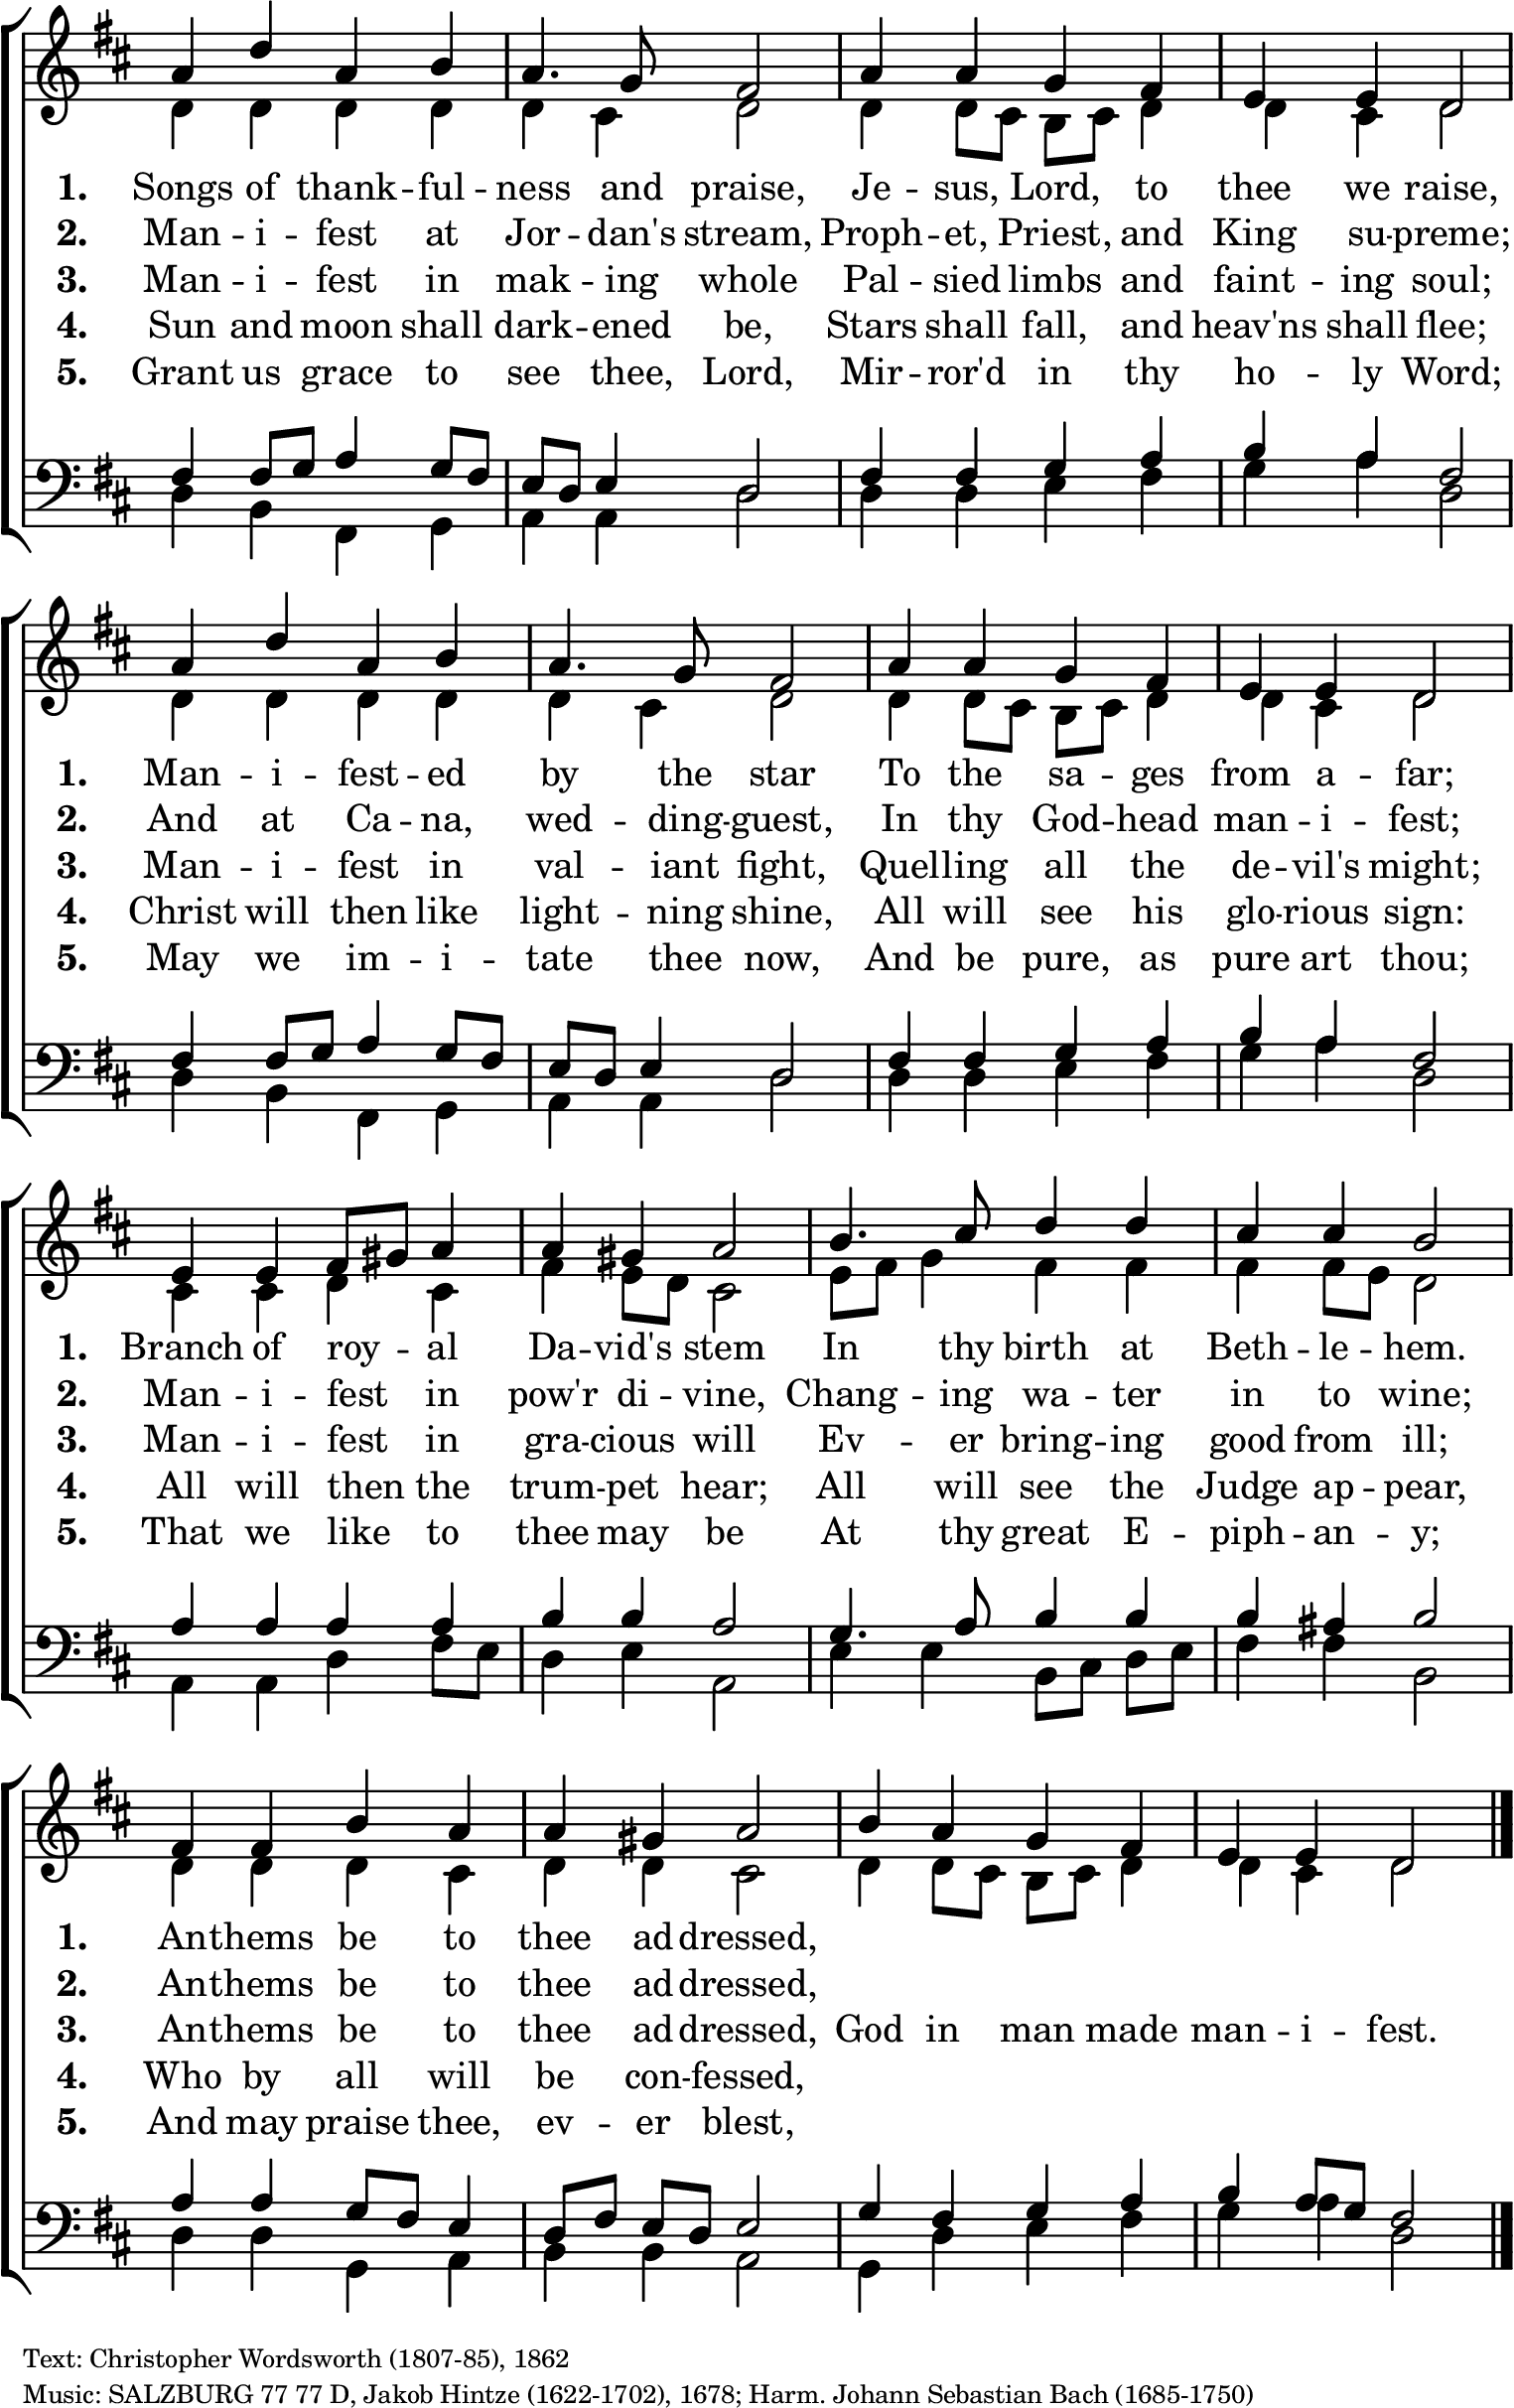 1. Songs of thank -- ful -- ness and praise, Je -- sus, Lord, to thee we raise,
2. Man -- i -- fest at Jor -- dan's stream, Proph -- et, Priest, and King su -- preme;
3. Man -- i -- fest in mak -- ing whole Pal -- sied limbs and faint -- ing soul;
4. Sun and moon shall dark -- ened be, Stars shall fall, and heav'ns shall flee;
5. Grant us grace to see thee, Lord, Mir -- ror'd in thy ho -- ly Word;
1. Man -- i -- fest -- ed by the star To the sa -- ges from a -- far;
2. And at Ca -- na, wed -- ding -- guest, In thy God -- head man -- i -- fest;
3. Man -- i -- fest in val -- iant fight, Quelling all the de -- vil's might;
4. Christ will then like light -- ning shine, All will see his glo -- rious sign:
5. May we im -- i -- tate thee now, And be pure, as pure art thou;
1. Branch of roy -- al Da -- vid's stem In thy birth at Beth -- le -- hem.
2. Man -- i -- fest in pow'r di -- vine, Chang -- ing wa -- ter in to wine;
3. Man -- i -- fest in gra -- cious will Ev -- er bring -- ing good from ill;
4. All will then the trum -- pet hear; All will see the Judge ap -- pear,
5. That we like to thee may be At thy great E -- piph -- an -- y;
1. Anthems be to thee ad -- dressed,
2. Anthems be to thee ad -- dressed,
3. Anthems be to thee ad -- dressed, God in man made man -- i -- fest.
4. Who by all will be con -- fessed,
5. And may praise thee, ev -- er blest,
Text: Christopher Wordsworth (1807-85), 1862
Music: SALZBURG 77 77 D, Jakob Hintze (1622-1702), 1678; Harm. Johann Sebastian Bach (1685-1750)